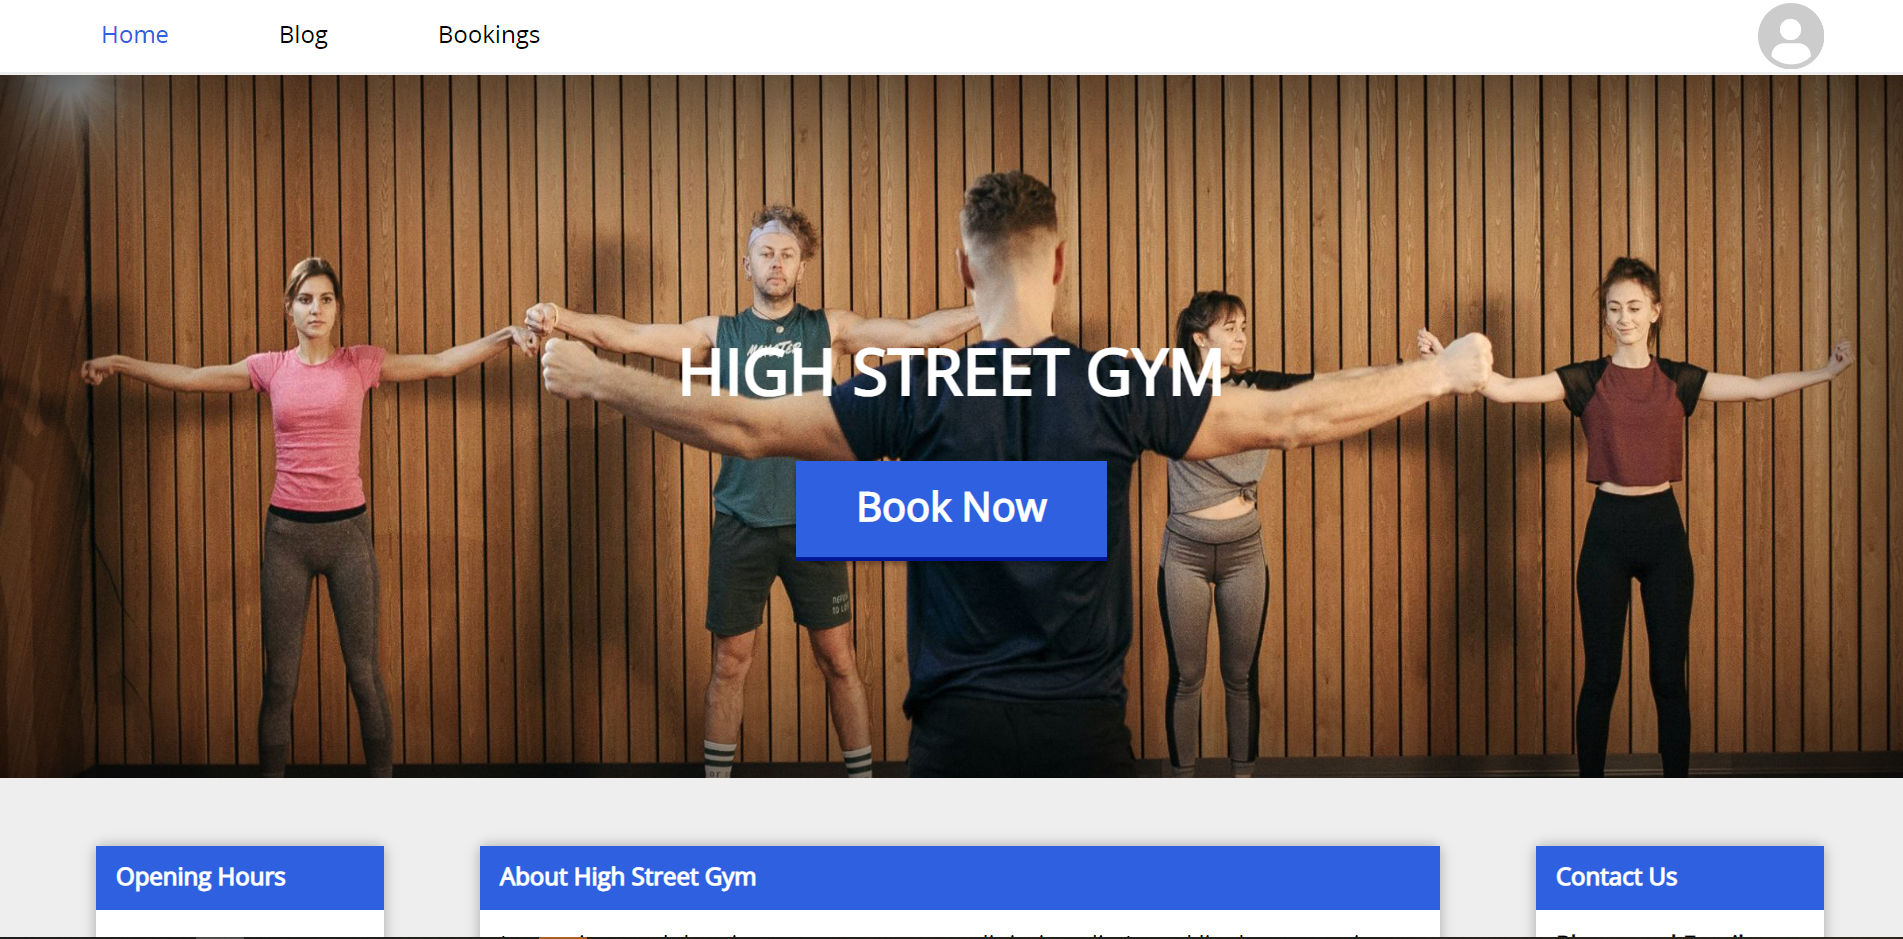 Home
Blog
Bookings
HIGH STREET GYM
Book Now
Opening Hours
About High Street Gym
Contact Us